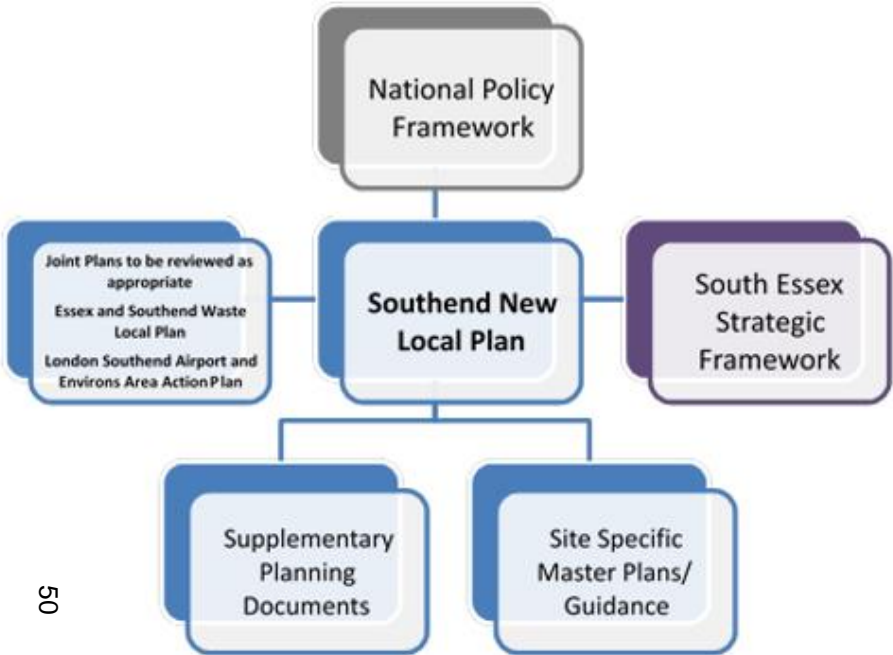 National Policy
Framework
Joint Plans to be reviewed as
appropriate
Essex and Southend Waste
Local Plan
London Southend Airport and
Environs Area Action Plan
Southend New
Local Plan
South Essex
Strategic
Framework
Supplementary
Planning
Documents
Site Specific
Master Plans/
Guidance
50